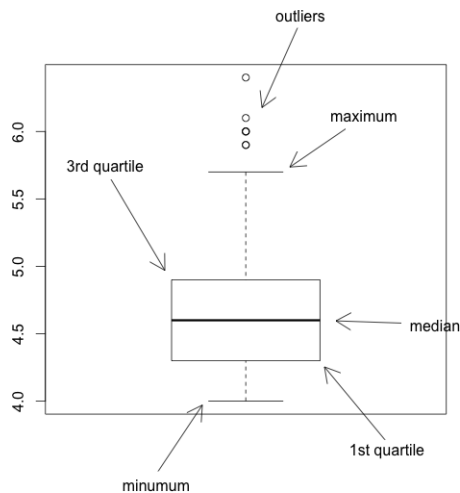 outliers
maximum
3rd quartile
6.0
5.5
5.0
4.5
4.0
median
1st quartile
minumum